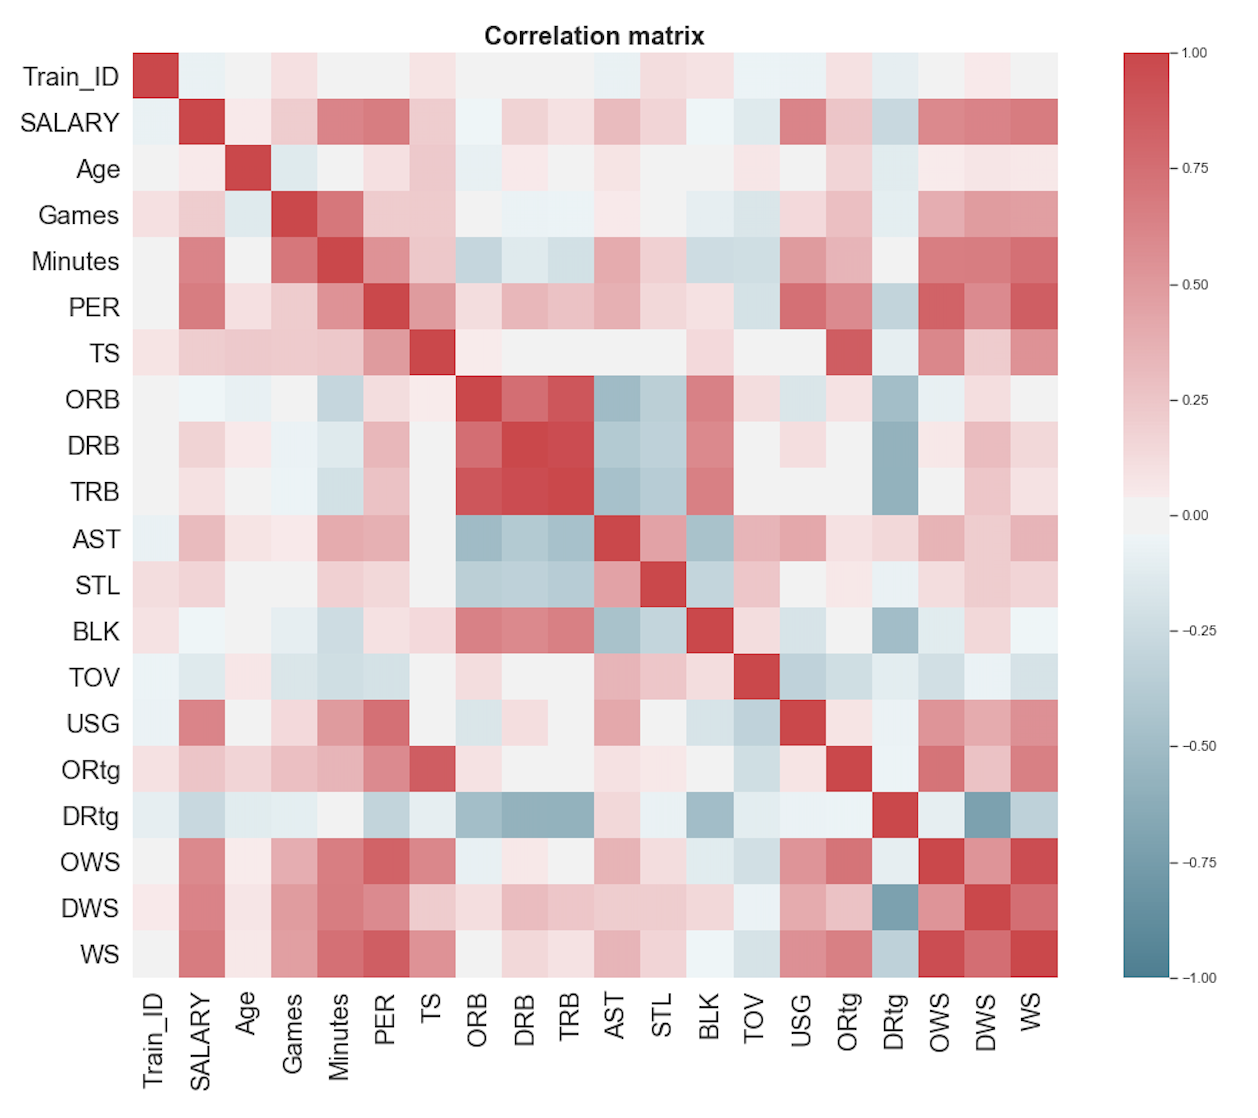 Correlation matrix
Train_ID
SALARY
Age
Games
Minutes
PER
TS
ORB
DRB
TRB
AST
STL
BLK
TOV
USG
ORtg
DRtg
OWS
DWS
WS
Train_ID
SALARY
Age
Games
Minutes
PER
TS
ORB
DRB
TRB
AST
STL
BLK
TOV
USG
ORtg
DRtg
OWS
DWS
WS
1.00
0.75
0.50
0.25
0.00
−0.25
−0.50
−0.75
−1.00